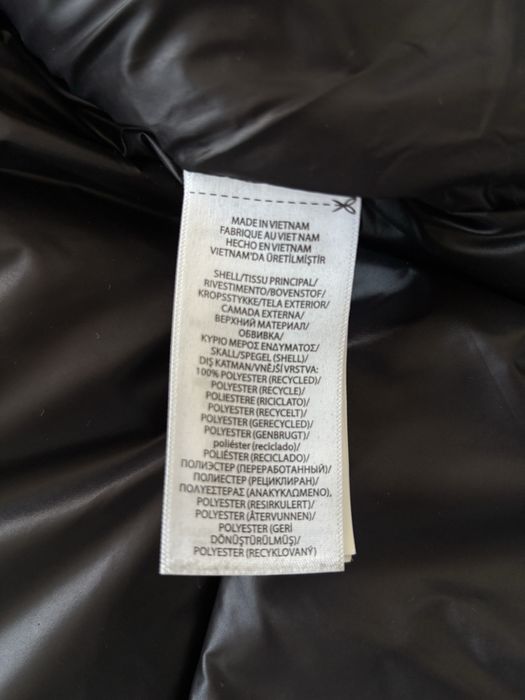 MADE IN VIETNAM
FABRIQUE AU VIET NAM
HECHO EN VIETNAM
VIETNAM'DA ÜRETİLMİŞTİR
SHELL/TISSU PRINCIPAL/
RIVESTIMENTO/BOVENSTOF/
KROPSSTYKKE/TELA EXTERIOR/
CAMADA EXTERNA/
ВЕРХНИЙ МАТЕРИАЛ/
ОБВИВКА/
ΚΥΡΙΟ ΜΕΡΟΣ ΕΝΔΥΜΑΤΟΣ/
SKALL/SPEGEL (SHELL)/
DIŞ KATMAN/VNĚJŠÍ VRSTVA:
100% POLYESTER (RECYCLED)/
POLYESTER (RECYCLE)/
POLIESTERE (RICICLATO)/
POLYESTER (RECYCELT)/
POLYESTER (GERECYCLED)/
POLYESTER (GENBRUGT)/
poliéster (reciclado)/
POLIÉSTER (RECICLADO)/
ПОЛИЭСТЕР (ПЕРЕРАБОТАННЫЙ)/
ПОЛИЕСТЕР (РЕЦИКЛИРАН)/
ΠΟΛΥΕΣΤΕΡΑΣ (ΑΝΑΚΥΚΛΩΜΕΝΟ),
POLYESTER (RESIRKULERT)/
POLYESTER (ÅTERVUNNEN)/
POLYESTER (GERİ
DÖNÜŞTÜRÜLMÜŞ)/
POLYESTER (RECYKLOVANÝ)